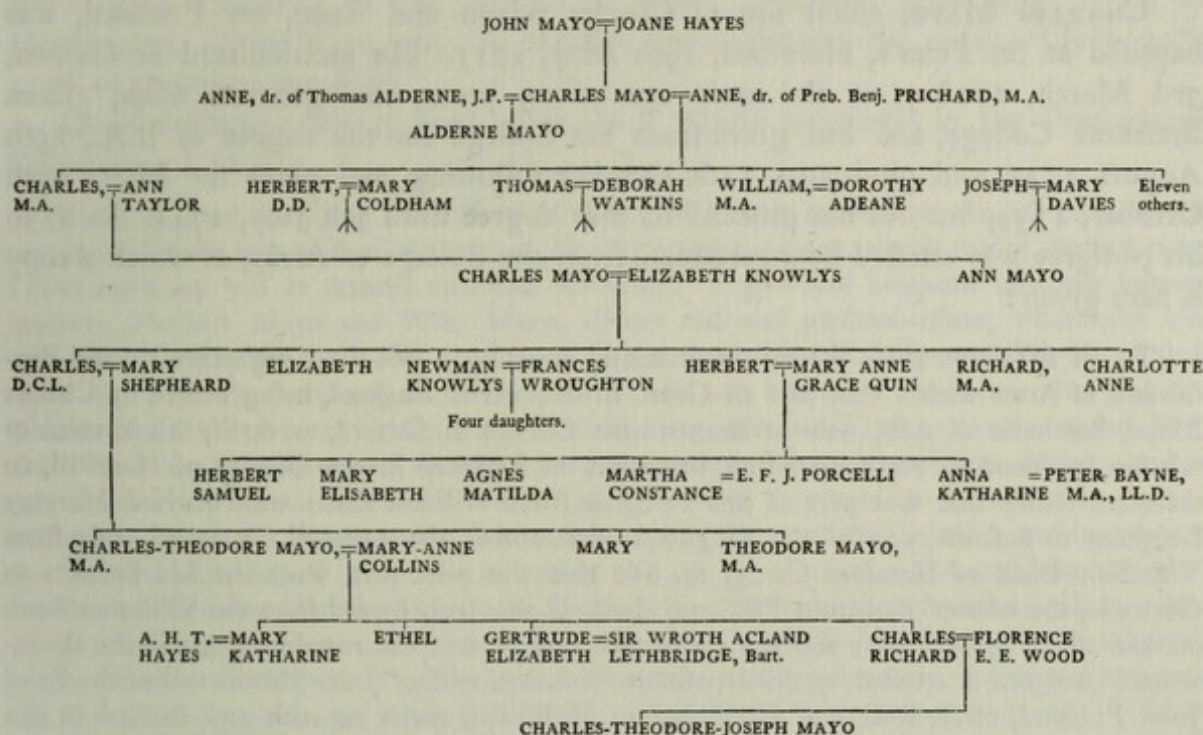 JOHN MAYO=JOANE HAYES
ANNE, dr. of Thomas ALDERNE, J.P.=CHARLES MAYO=ANNE, dr. of Preb. Benj. PRICHARD, M.A.
ALDERNE MAYO
CHARLES,=ANN HERBERT,=MARY THOMAS=DEBORAH WILLIAM,=DOROTHY JOSEPH=MARY Eleven
M.A. TAYLOR D.D. COLDHAM WATKINS M.A. ADEANE DAVIES others.
CHARLES MAYO=ELIZABETH KNOWLYS ANN MAYO
CHARLES,=MARY ELIZABETH NEWMAN=FRANCES HERBERT=MARY ANNE RICHARD, CHARLOTTE
D.C.L. SHEPHEARD KNOWLYS WROUGHTON GRACE QUIN M.A. ANNE
Four daughters.
HERBERT MARY AGNES MARTHA =E. F. J. PORCELLI ANNA =PETER BAYNE,
SAMUEL ELISABETH MATILDA CONSTANCE KATHARINE M.A., LL.D.
CHARLES-THEODORE MAYO,=MARY-ANNE MARY THEODORE MAYO,
M.A. COLLINS M.A.
A. H. T.=MARY ETHEL GERTRUDE=SIR WROTH ACLAND CHARLES=FLORENCE
HAYES KATHARINE ELIZABETH LETHBRIDGE, Bart. RICHARD E. E. WOOD
CHARLES-THEODORE-JOSEPH MAYO